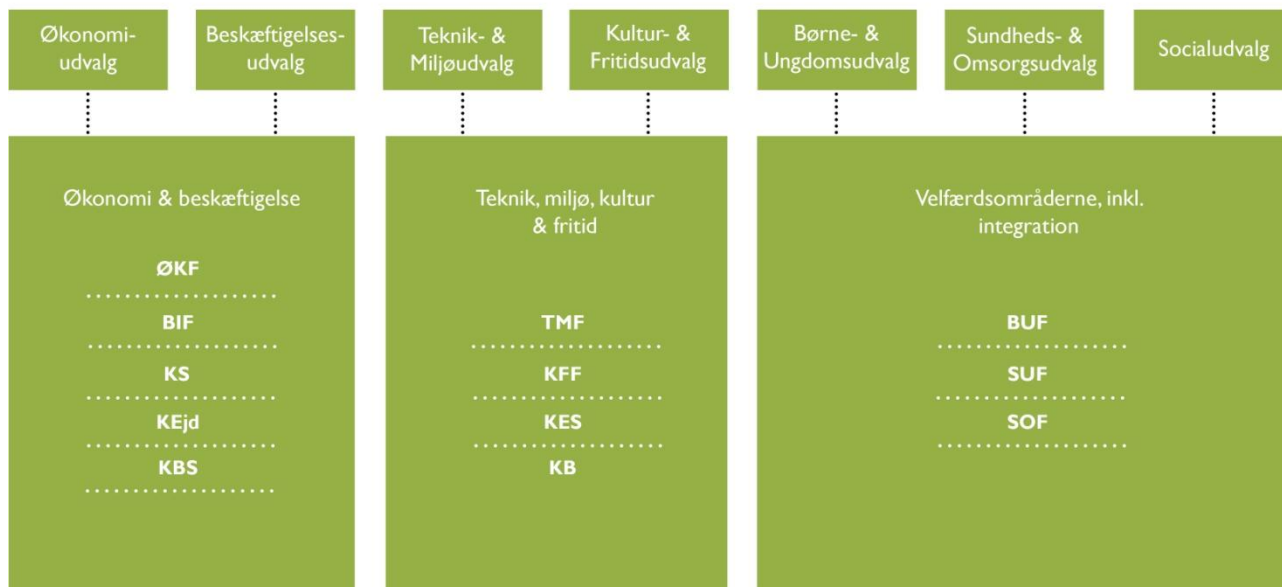 Økonomi-
udvalg
Beskæftigelses-
udvalg
Teknik- &
Miljøudvalg
Kultur- &
Fritidsudvalg
Børne- &
Ungdomsudvalg
Sundheds- &
Omsorgsudvalg
Socialudvalg
Økonomi & beskæftigelse
ØKF
BIF
KS
KEjd
KBS
Teknik, miljø, kultur
& fritid
TMF
KFF
KES
KB
Velfærdsområderne, inkl.
integration
BUF
SUF
SOF